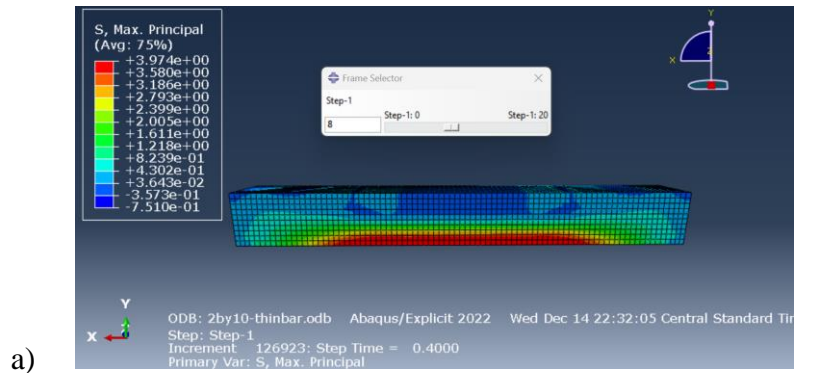 S, Max. Principal
(Avg: 75%)
+3.974e+00
+3.580e+00
+3.186e+00
+2.793e+00
+2.399e+00
+2.005e+00
+1.611e+00
+1.218e+00
+8.239e-01
+4.302e-01
+3.643e-02
-3.573e-01
-7.510e-01
Frame Selector
Step-1
8 Step-1: 0 Step-1: 20
Y
X Z
Y
X
ODB: 2by10-thinbar.odb Abaqus/Explicit 2022 Wed Dec 14 22:32:05 Central Standard Tir
Step: Step-1
Increment 126923: Step Time = 0.4000
Primary Var: S, Max. Principal
a)